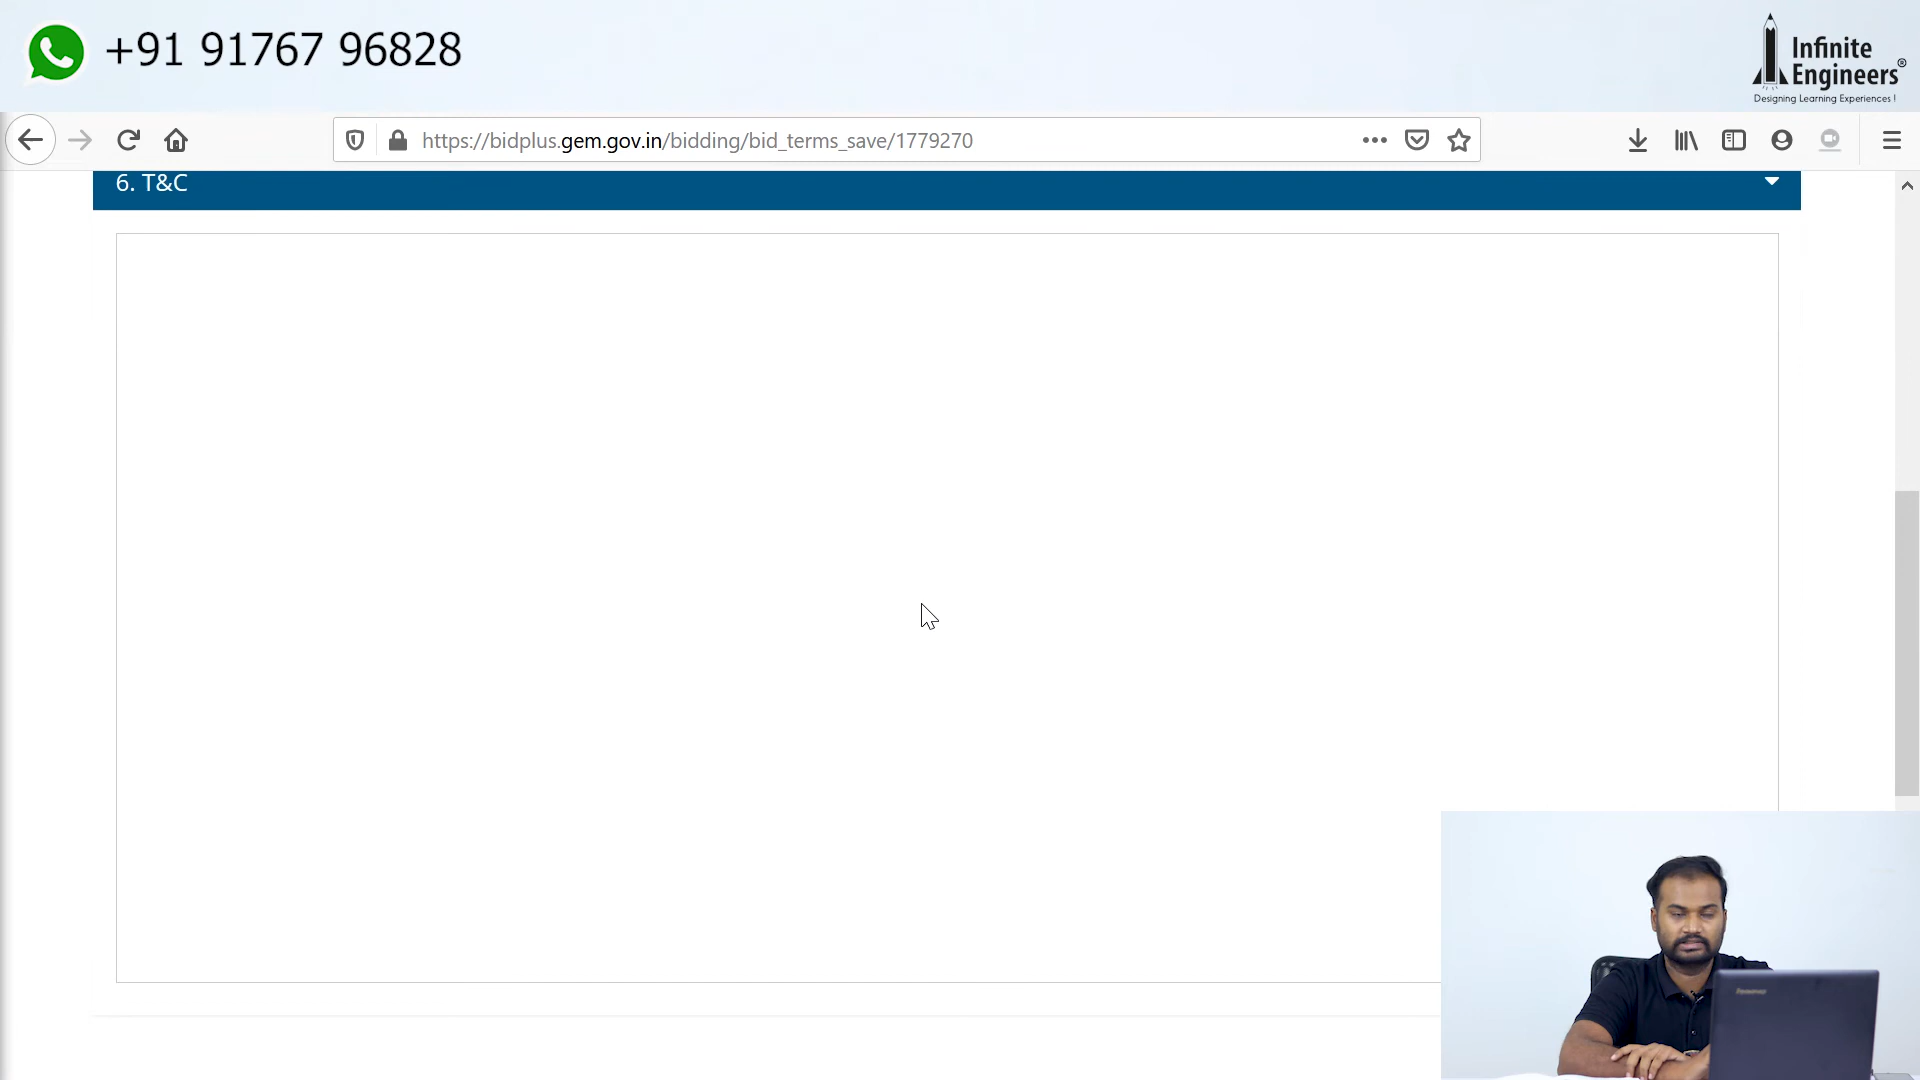 +91 91767 96828
Infinite
Engineers®
Designing Learning Experiences !
https://bidplus.gem.gov.in/bidding/bid_terms_save/1779270
6. T&C